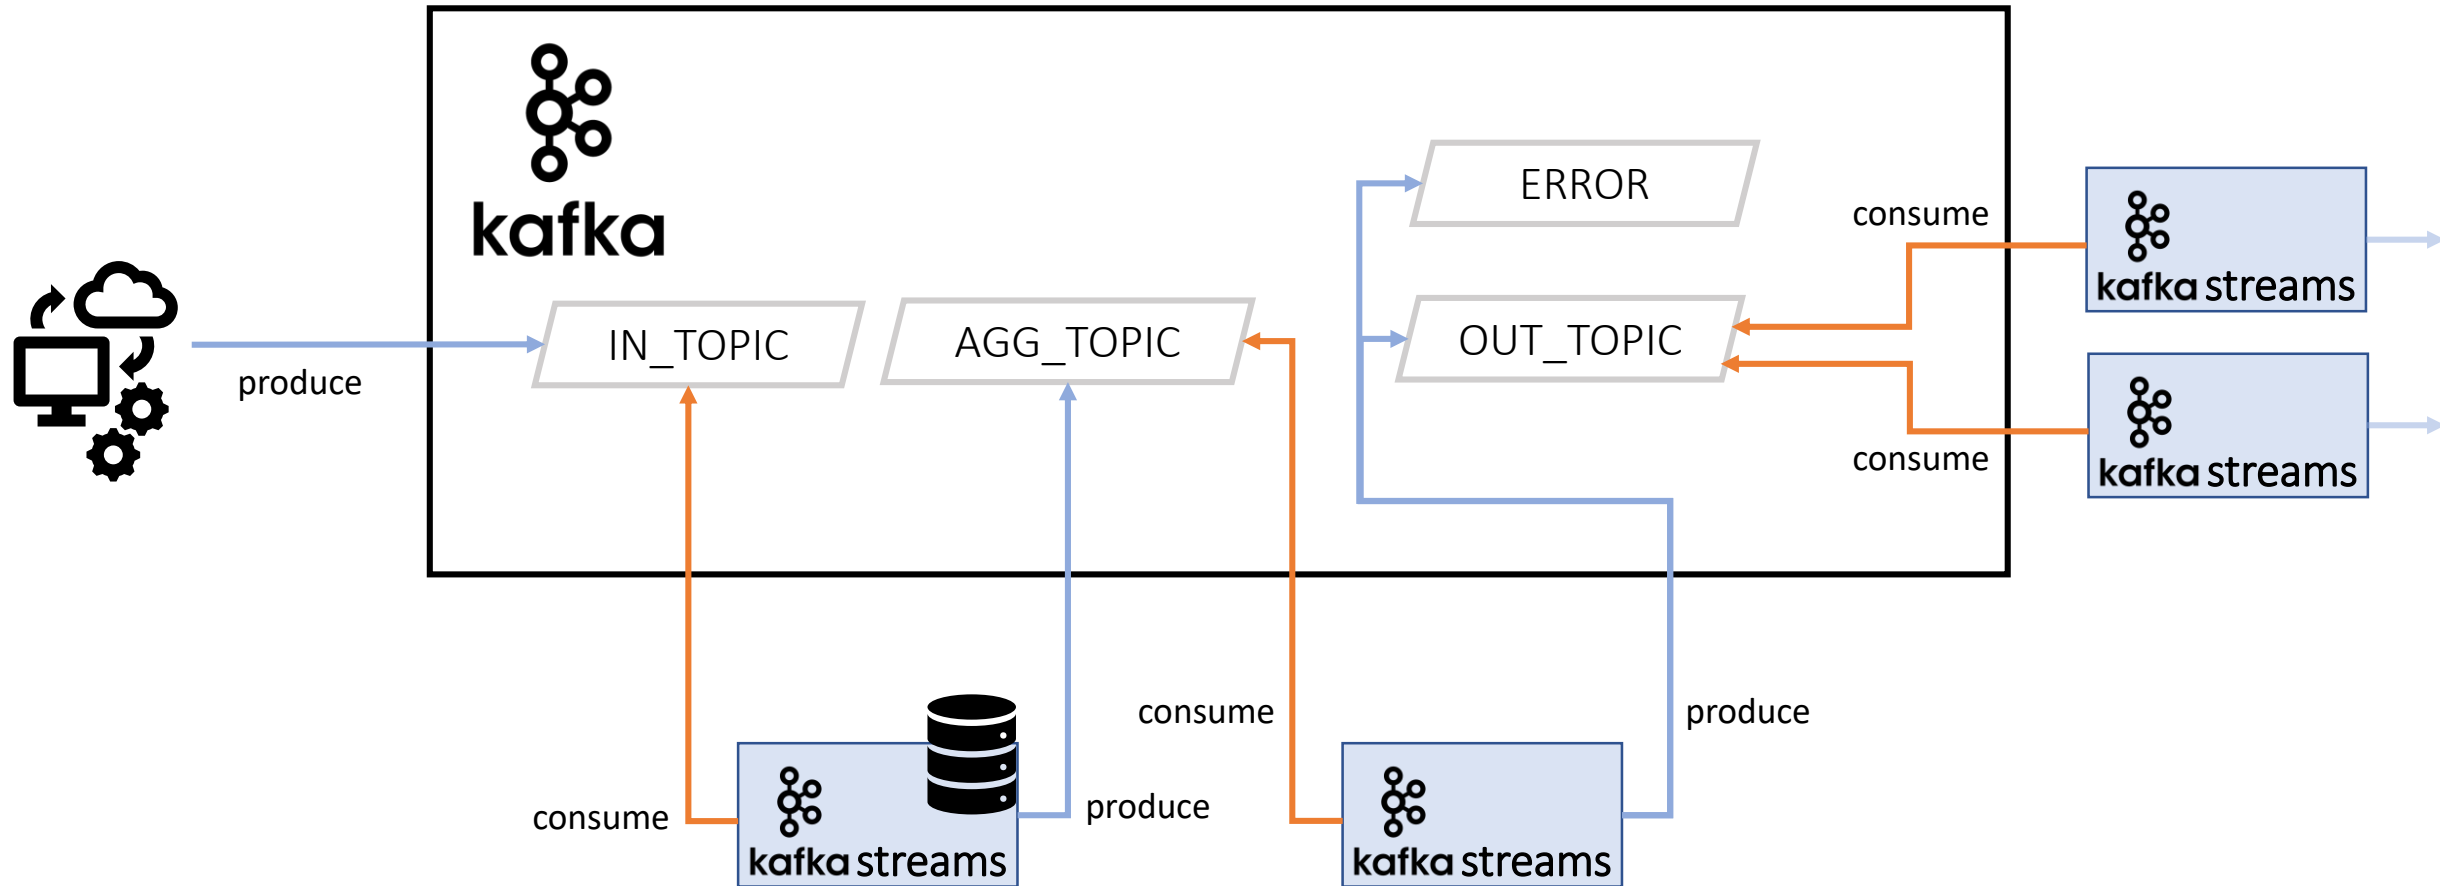 kafka
ERROR
consume
kafka streams
IN_TOPIC
AGG_TOPIC
OUT_TOPIC
produce
consume
kafka streams
consume
produce
consume
produce
kafka streams
kafka streams